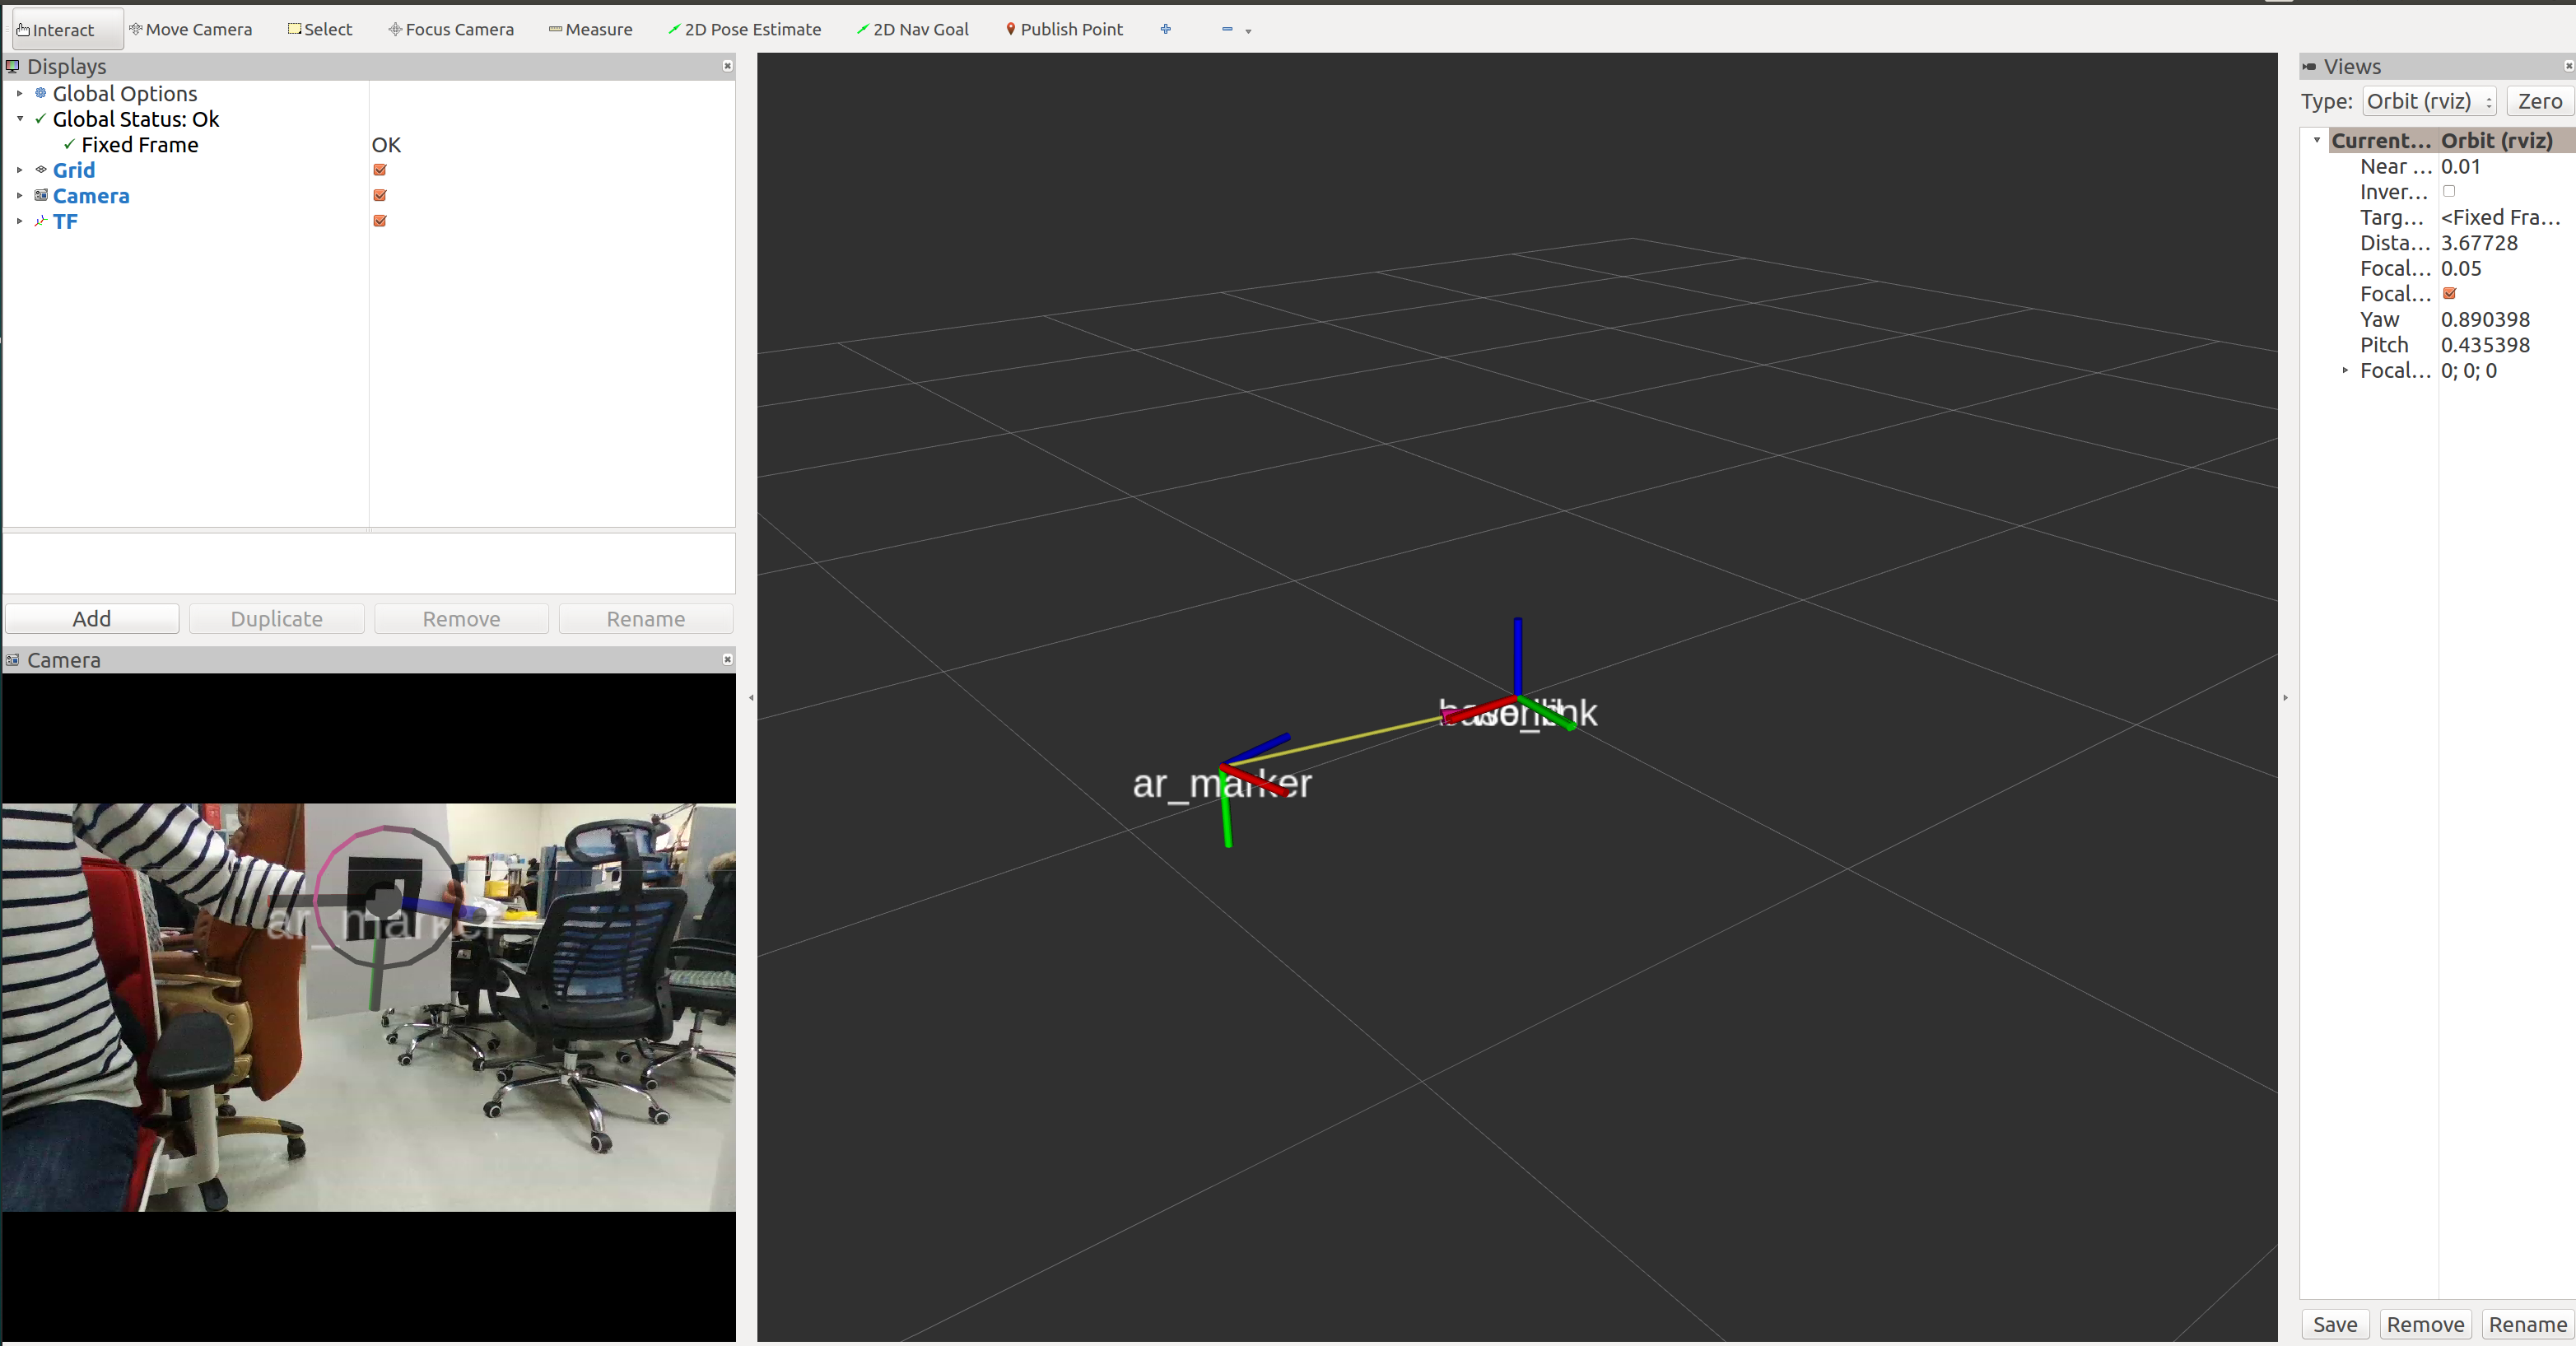 Interact Move Camera Select Focus Camera Measure 2D Pose Estimate 2D Nav Goal Publish Point
Displays
Global Options
Global Status: Ok
Fixed Frame OK
Grid
Camera
TF
Add Duplicate Remove Rename
Camera
ar_marker
ar_marker
Views
Type: Orbit (rviz) Zero
Current... Orbit (rviz)
Near ... 0.01
Inver...
Targ... <Fixed Fra...
Dista... 3.67728
Focal... 0.05
Focal...
Yaw 0.890398
Pitch 0.435398
Focal... 0; 0; 0
Save Remove Rename